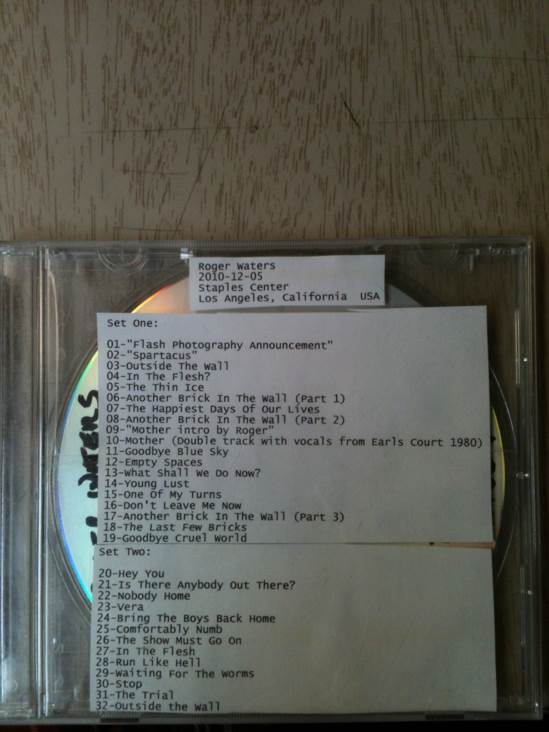 Roger Waters
2010-12-05
Staples Center
Los Angeles, California USA
Set One:
01-"Flash Photography Announcement"
02-"Spartacus"
03-Outside The Wall
04-In The Flesh?
05-The Thin Ice
06-Another Brick In The Wall (Part 1)
07-The Happiest Days Of Our Lives
08-Another Brick In The Wall (Part 2)
09-"Mother intro by Roger"
10-Mother (Double track with vocals from Earls Court 1980)
11-Goodbye Blue Sky
12-Empty Spaces
13-What Shall We Do Now?
14-Young Lust
15-One Of My Turns
16-Don't Leave Me Now
17-Another Brick In The Wall (Part 3)
18-The Last Few Bricks
19-Goodbye Cruel World
Set Two:
20-Hey You
21-Is There Anybody Out There?
22-Nobody Home
23-Vera
24-Bring The Boys Back Home
25-Comfortably Numb
26-The Show Must Go On
27-In The Flesh
28-Run Like Hell
29-Waiting For The Worms
30-Stop
31-The Trial
32-Outside the Wall
WATERS